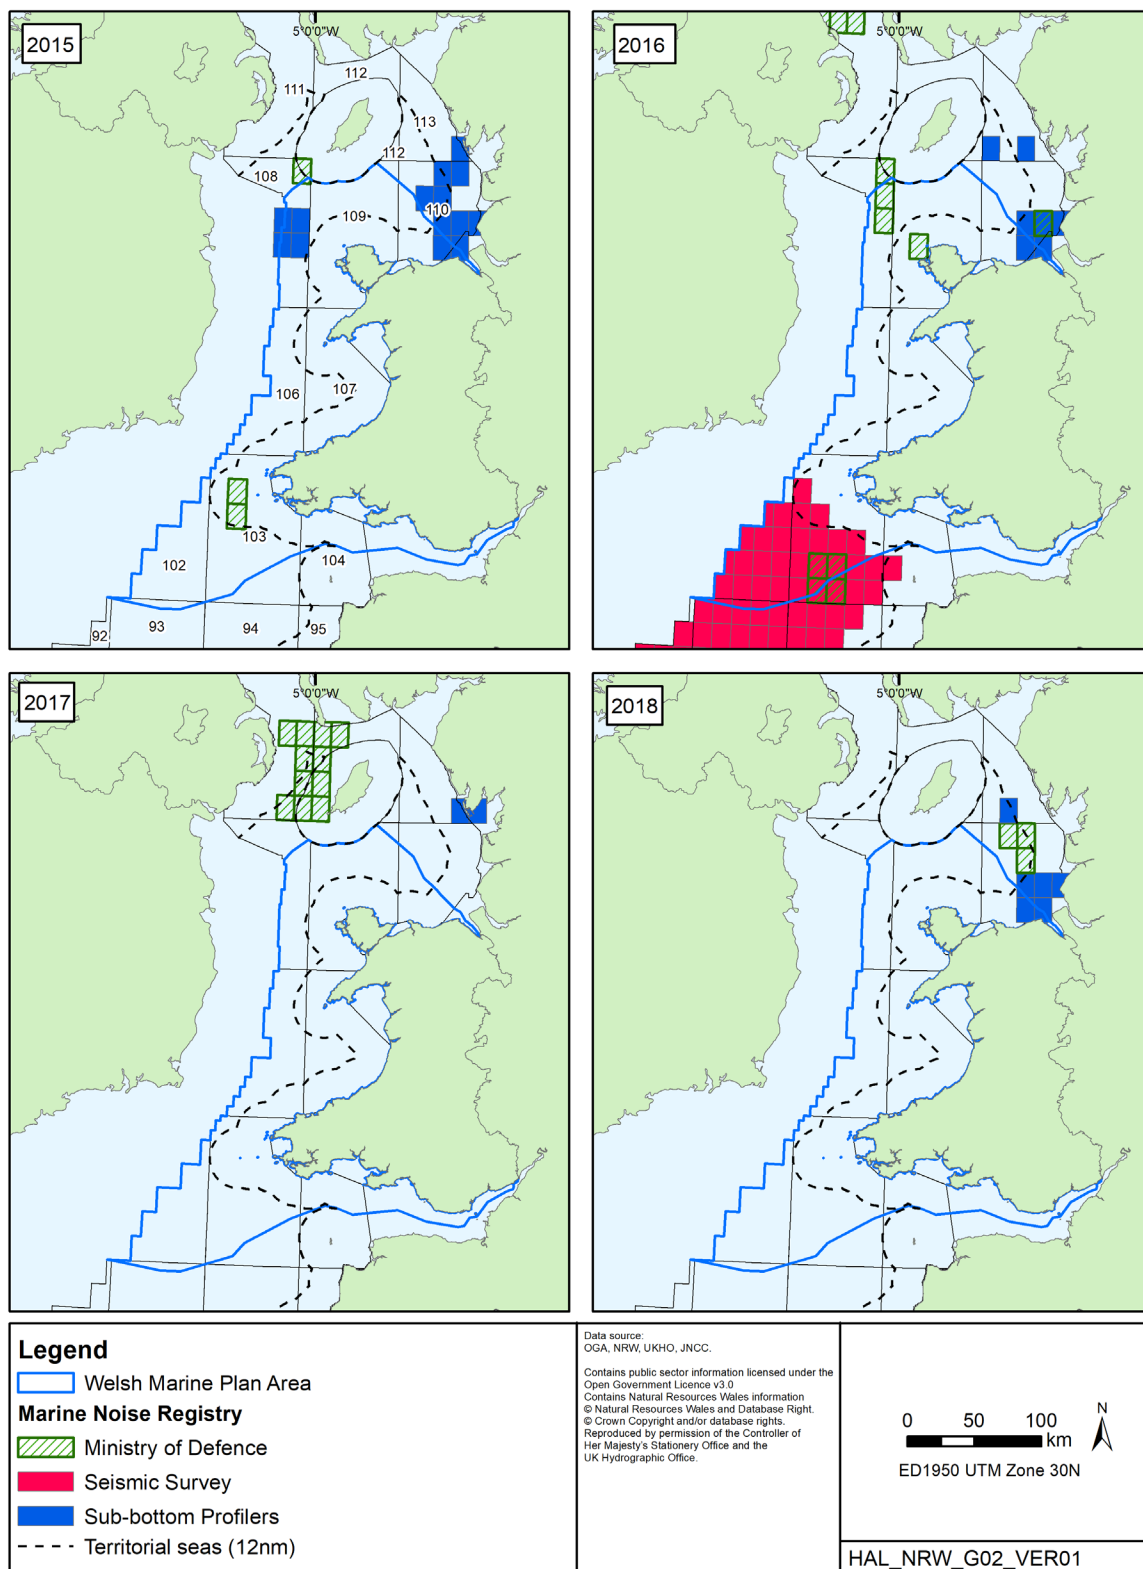 2015
5°0'0"W
112
111
113
112
108
110
109
106
107
103
104
102
93
94
95
92
2016
5°0'0"W
2017
5°0'0"W
2018
5°0'0"W
Legend
Welsh Marine Plan Area
Marine Noise Registry
Ministry of Defence
Seismic Survey
Sub-bottom Profilers
Territorial seas (12nm)
Data source:
OGA, NRW, UKHO, JNCC.
Contains public sector information licensed under the
Open Government Licence v3.0
Contains Natural Resources Wales information
© Natural Resources Wales and Database Right.
© Crown Copyright and/or database rights.
Reproduced by permission of the Controller of
Her Majesty's Stationery Office and the
UK Hydrographic Office.
N
0 50 100
km
ED1950 UTM Zone 30N
HAL_NRW_G02_VER01